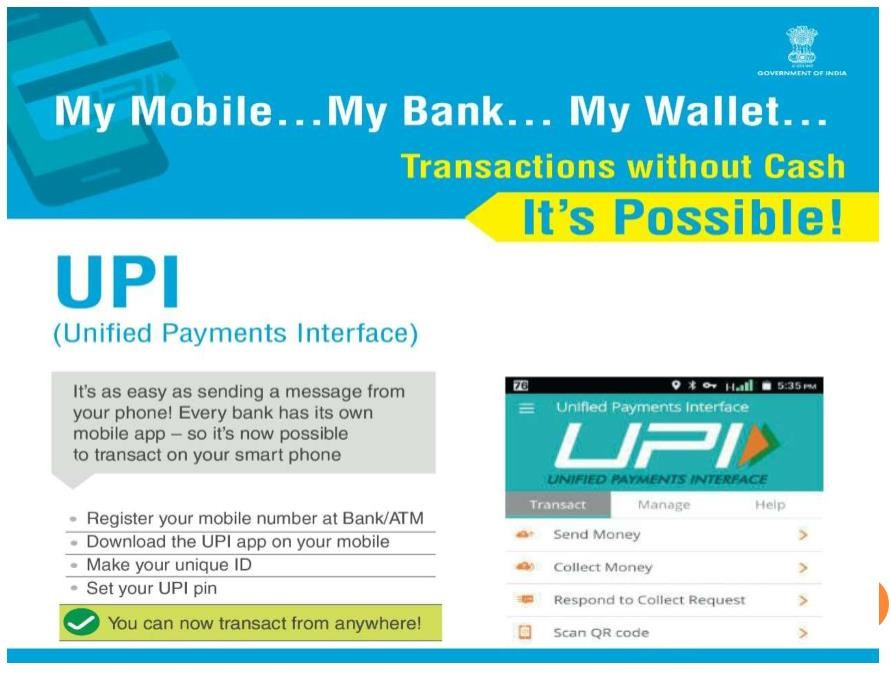 GOVERNMENT OF INDIA
My Mobile...My Bank... My Wallet...
Transactions without Cash
It's Possible!
UPI
(Unified Payments Interface)
It's as easy as sending a message from
your phone! Every bank has its own
mobile app – so it's now possible
to transact on your smart phone
Register your mobile number at Bank/ATM
Download the UPI app on your mobile
Make your unique ID
Set your UPI pin
You can now transact from anywhere!
76 H 5:35 PM
Unified Payments Interface
UPI
UNIFIED PAYMENTS INTERFACE
Transact Manage Help
Send Money
Collect Money
Respond to Collect Request
Scan QR code